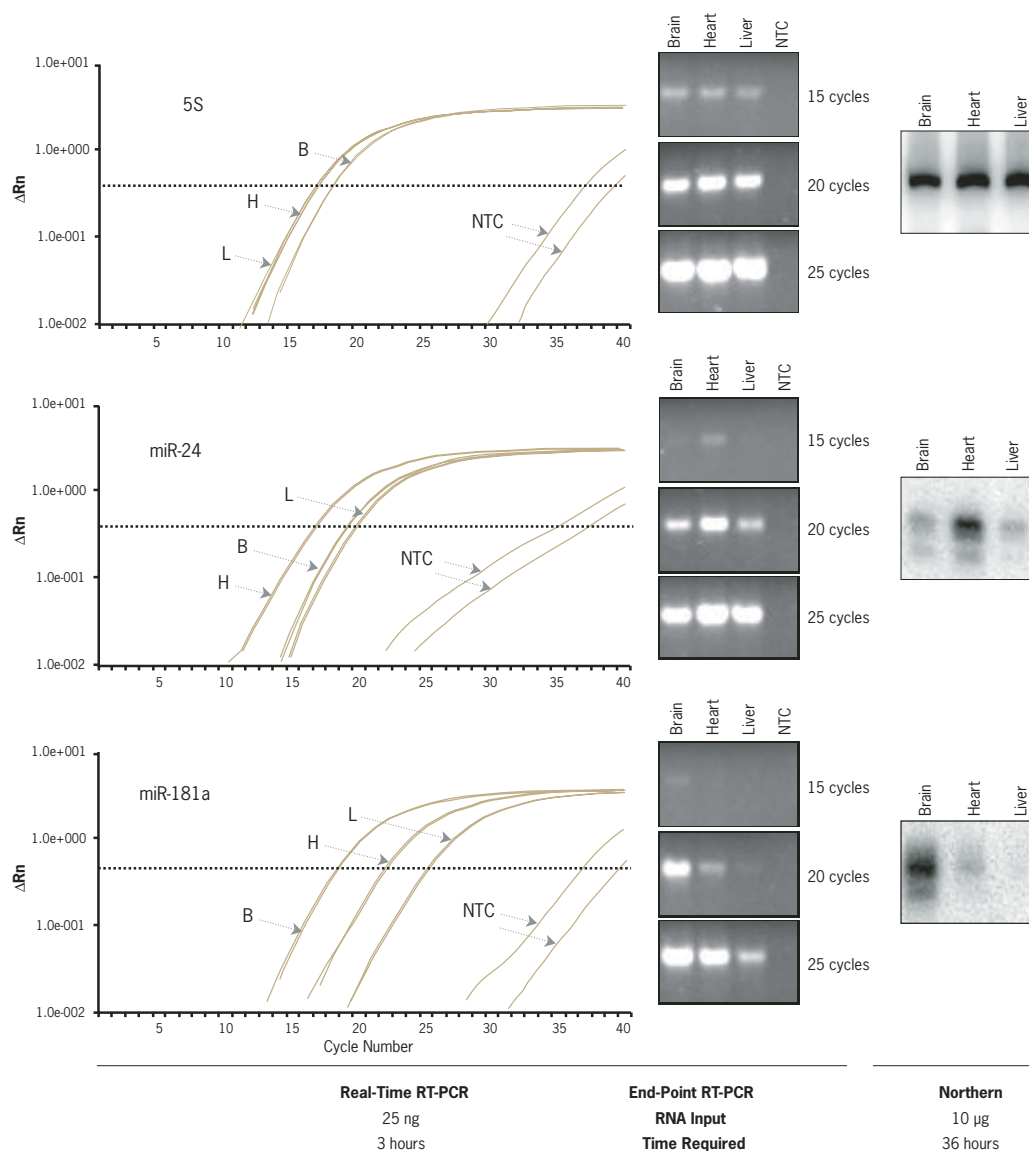 Brain Heart Liver NTC
1.0e+001
5S
1.0e+000
ΔRn
1.0e-001
1.0e-002
B
H
L
NTC
5 10 15 20 25 30 35 40
15 cycles
20 cycles
25 cycles
Brain Heart Liver
Brain Heart Liver NTC
1.0e+001
miR-24
1.0e+000
ΔRn
1.0e-001
1.0e-002
L
B
H
NTC
5 10 15 20 25 30 35 40
15 cycles
20 cycles
25 cycles
Brain Heart Liver
Brain Heart Liver NTC
1.0e+001
miR-181a
1.0e+000
ΔRn
1.0e-001
1.0e-002
L
H
B
NTC
5 10 15 20 25 30 35 40
Cycle Number
15 cycles
20 cycles
25 cycles
Brain Heart Liver
Real-Time RT-PCR End-Point RT-PCR Northern
25 ng RNA Input 10 µg
3 hours Time Required 36 hours